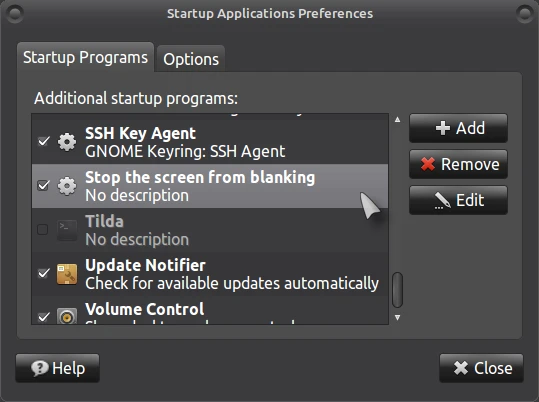 Startup Applications Preferences
Startup Programs
Options
Additional startup programs:
SSH Key Agent
GNOME Keyring: SSH Agent
Stop the screen from blanking
No description
Tilda
No description
Update Notifier
Check for available updates automatically
Volume Control
Add
Remove
Edit
Help
Close